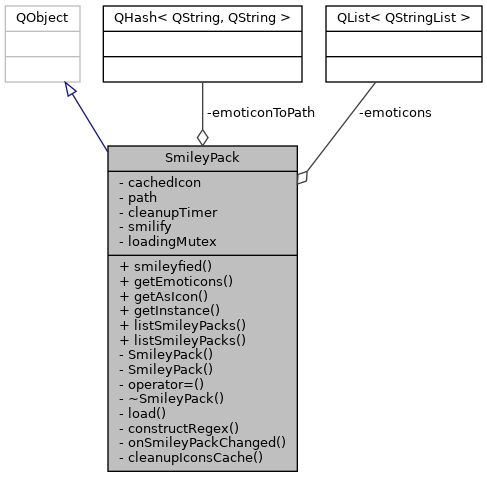 QObject
QHash< QString, QString >
QList< QStringList >
-emoticonToPath
-emoticons
SmileyPack
- cachedIcon
- path
- cleanupTimer
- smilify
- loadingMutex
+ smileyfied()
+ getEmoticons()
+ getAsIcon()
+ getInstance()
+ listSmileyPacks()
+ listSmileyPacks()
- SmileyPack()
- SmileyPack()
- operator=()
- ~SmileyPack()
- load()
- constructRegex()
- onSmileyPackChanged()
- cleanupIconsCache()